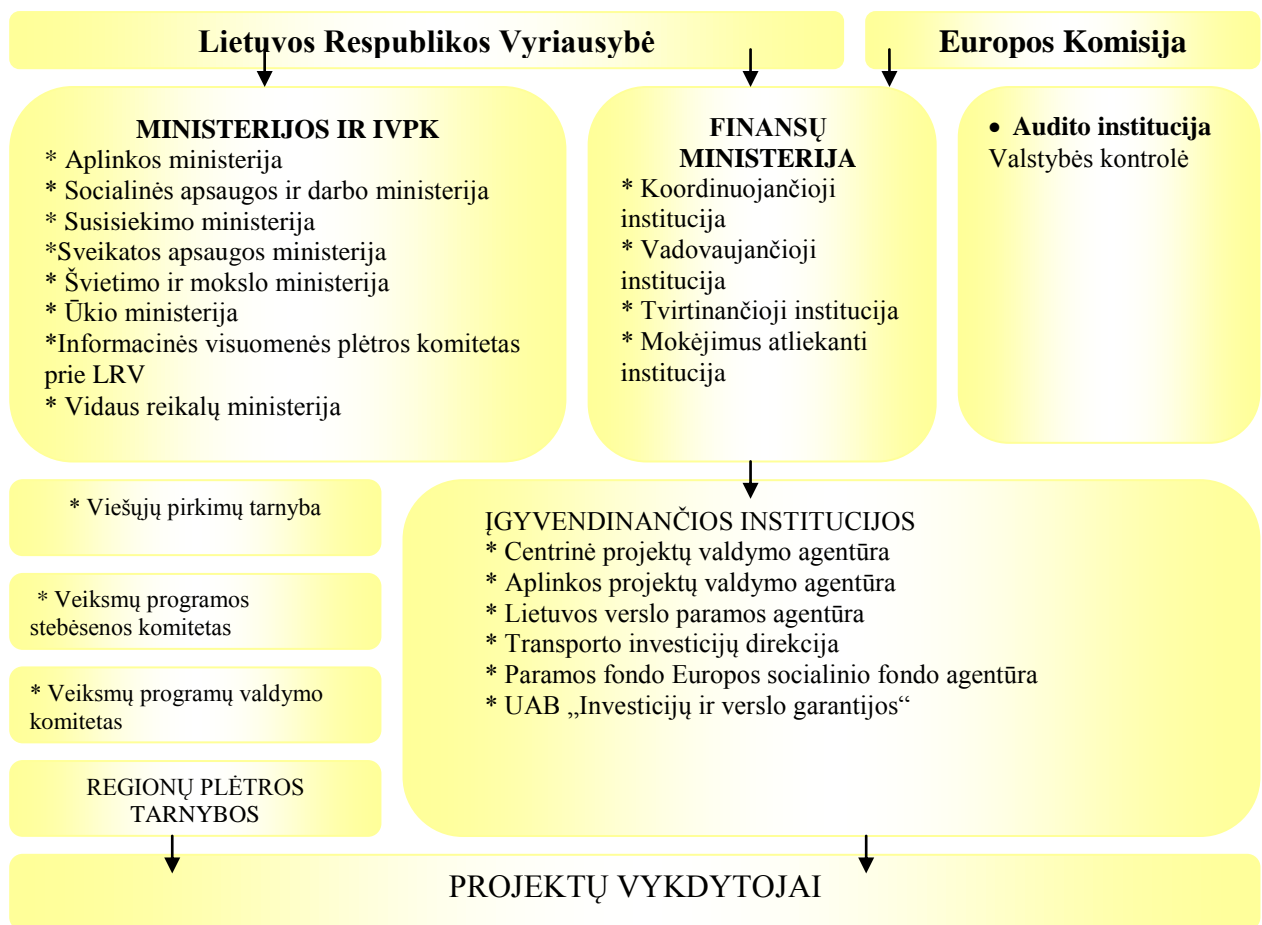 Lietuvos Respublikos Vyriausybė
Europos Komisija
MINISTERIJOS IR IVPK
* Aplinkos ministerija
* Socialinės apsaugos ir darbo ministerija
* Susisiekimo ministerija
*Sveikatos apsaugos ministerija
* Švietimo ir mokslo ministerija
* Ūkio ministerija
*Informacinės visuomenės plėtros komitetas
prie LRV
* Vidaus reikalų ministerija
FINANSŲ
MINISTERIJA
* Koordinuojančioji
institucija
* Vadovaujančioji
institucija
* Tvirtinančioji institucija
* Mokėjimus atliekanti
institucija
• Audito institucija
Valstybės kontrolė
* Viešųjų pirkimų tarnyba
* Veiksmų programos
stebėsenos komitetas
* Veiksmų programų valdymo
komitetas
REGIONŲ PLĖTROS
TARNYBOS
ĮGYVENDINANČIOS INSTITUCIJOS
* Centrinė projektų valdymo agentūra
* Aplinkos projektų valdymo agentūra
* Lietuvos verslo paramos agentūra
* Transporto investicijų direkcija
* Paramos fondo Europos socialinio fondo agentūra
* UAB „Investicijų ir verslo garantijos“
PROJEKTŲ VYKDYTOJAI